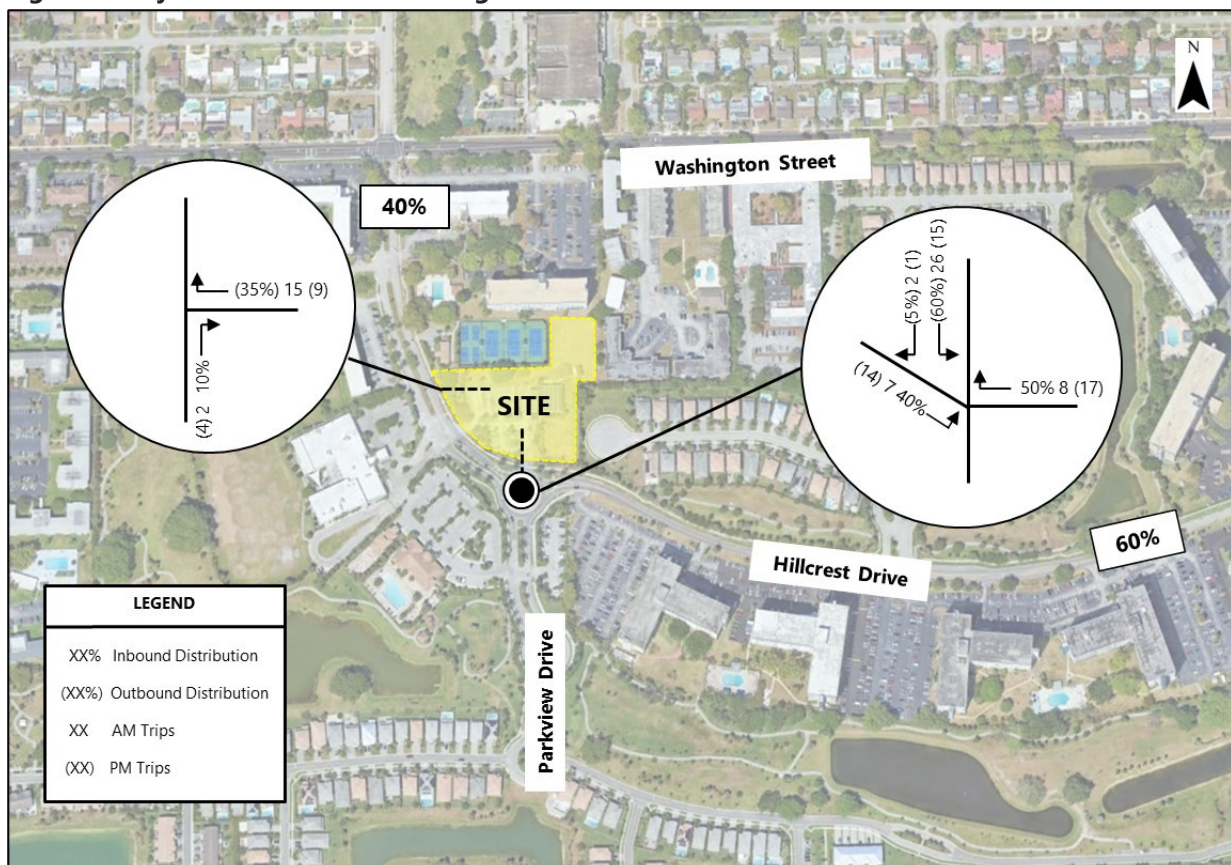 N
Washington Street
40%
(35%) 15 (9)
(4) 2 10%
(5%) 2 (1)
(60%) 26 (15)
(14) 7 40%
50% 8 (17)
SITE
60%
Hillcrest Drive
Parkview Drive
LEGEND
XX% Inbound Distribution
(XX%) Outbound Distribution
XX AM Trips
(XX) PM Trips